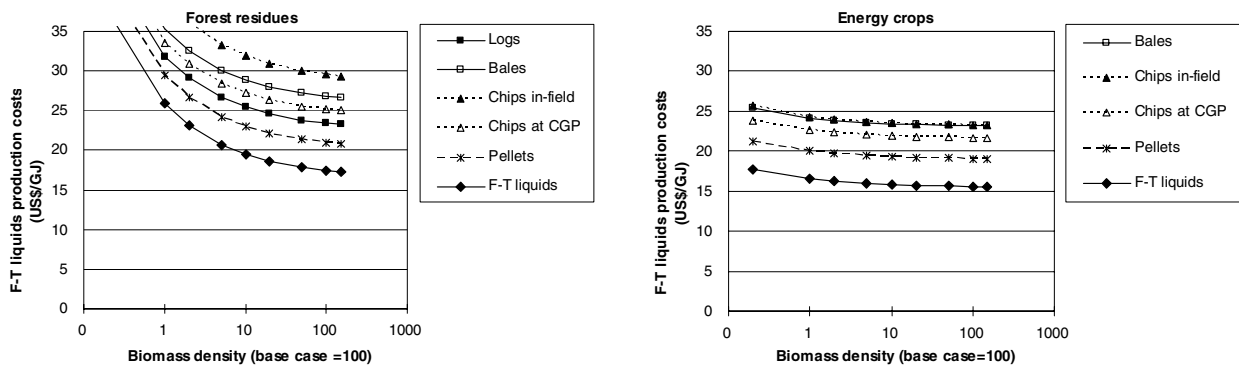 Forest residues
35
30
25
20
15
10
5
0
0
1
10
100
1000
F-T liquids production costs
(US$/GJ)
Biomass density (base case =100)
Logs
Bales
Chips in-field
Chips at CGP
Pellets
F-T liquids
Energy crops
35
30
25
20
15
10
5
0
0
1
10
100
1000
F-T liquids production costs
(US$/GJ)
Biomass density (base case=100)
Bales
Chips in-field
Chips at CGP
Pellets
F-T liquids